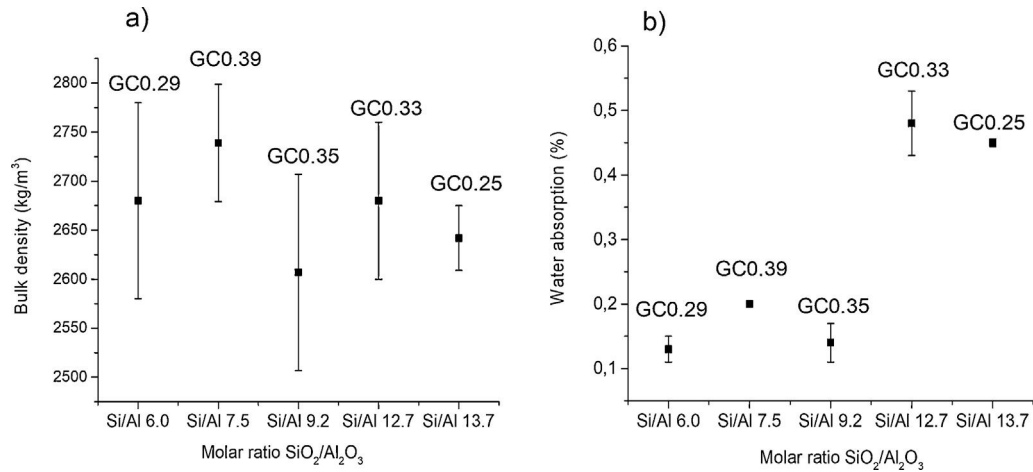 a)
Bulk density (kg/m³)
2800
2750
2700
2650
2600
2550
2500
GC0.29
GC0.39
GC0.35
GC0.33
GC0.25
Si/Al 6.0 Si/Al 7.5 Si/Al 9.2 Si/Al 12.7 Si/Al 13.7
Molar ratio SiO₂/Al₂O₃
b)
Water absorption (%)
0,6
0,5
0,4
0,3
0,2
0,1
GC0.29
GC0.39
GC0.35
GC0.33
GC0.25
Si/Al 6.0 Si/Al 7.5 Si/Al 9.2 Si/Al 12.7 Si/Al 13.7
Molar ratio SiO₂/Al₂O₃